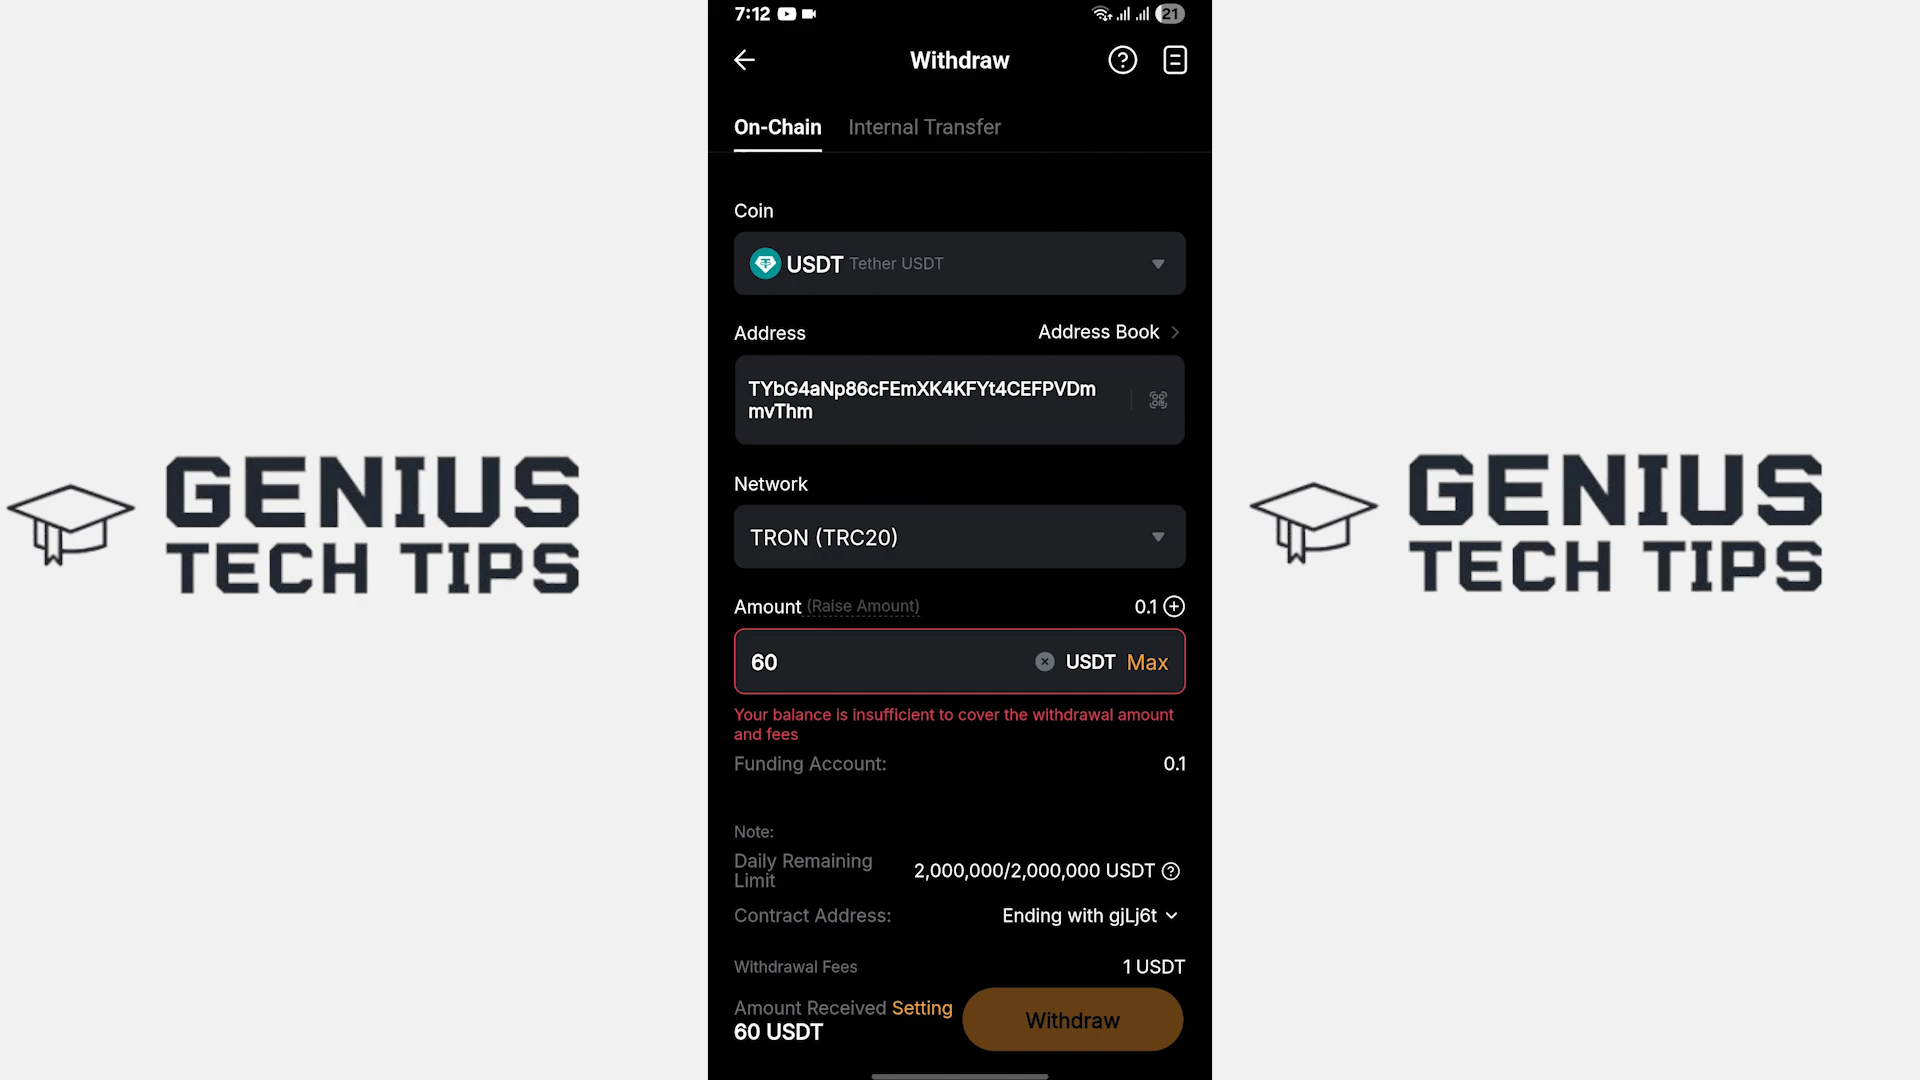 7:12
21
Withdraw
On-Chain Internal Transfer
Coin
USDT Tether USDT
Address Address Book
TYbG4aNp86cFEmXK4KFYt4CEFPVDm
mvThm
Network
TRON (TRC20)
Amount (Raise Amount) 0.1
60 USDT Max
Your balance is insufficient to cover the withdrawal amount
and fees
Funding Account: 0.1
Note:
Daily Remaining
Limit
2,000,000/2,000,000 USDT
Contract Address: Ending with gjLj6t
Withdrawal Fees 1 USDT
Amount Received Setting
60 USDT
Withdraw
GENIUS
TECH TIPS
GENIUS
TECH TIPS